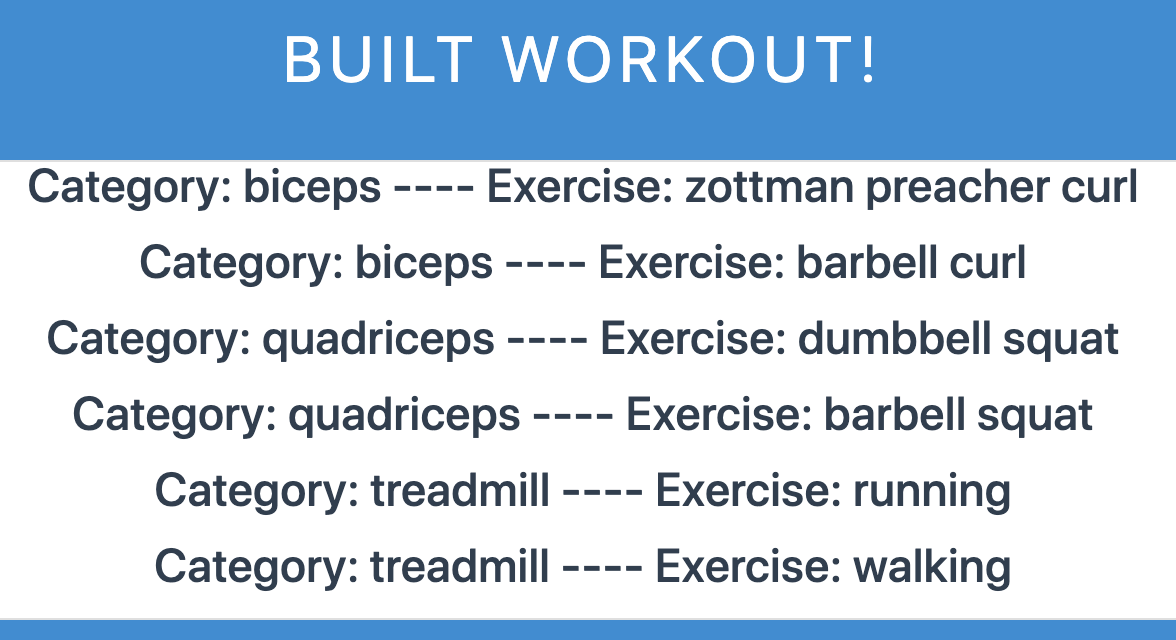 BUILT WORKOUT!
Category: biceps ---- Exercise: zottman preacher curl
Category: biceps ---- Exercise: barbell curl
Category: quadriceps ---- Exercise: dumbbell squat
Category: quadriceps ---- Exercise: barbell squat
Category: treadmill ---- Exercise: running
Category: treadmill ---- Exercise: walking